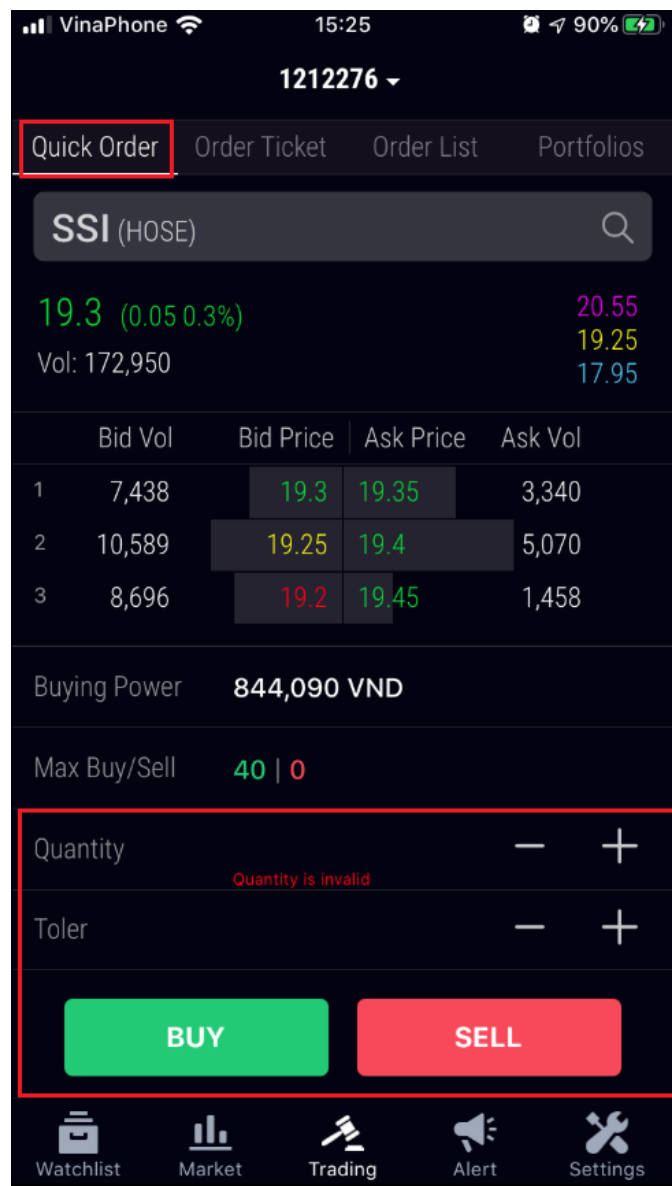 VinaPhone 15:25 90%
1212276
Quick Order Order Ticket Order List Portfolios
SSI (HOSE)
19.3 (0.05 0.3%) 20.55
19.25
Vol: 172,950 17.95
Bid Vol Bid Price Ask Price Ask Vol
1 7,438 19.3 19.35 3,340
2 10,589 19.25 19.4 5,070
3 8,696 19.2 19.45 1,458
Buying Power 844,090 VND
Max Buy/Sell 40 | 0
Quantity − +
Quantity is invalid
Toler − +
BUY SELL
Watchlist Market Trading Alert Settings